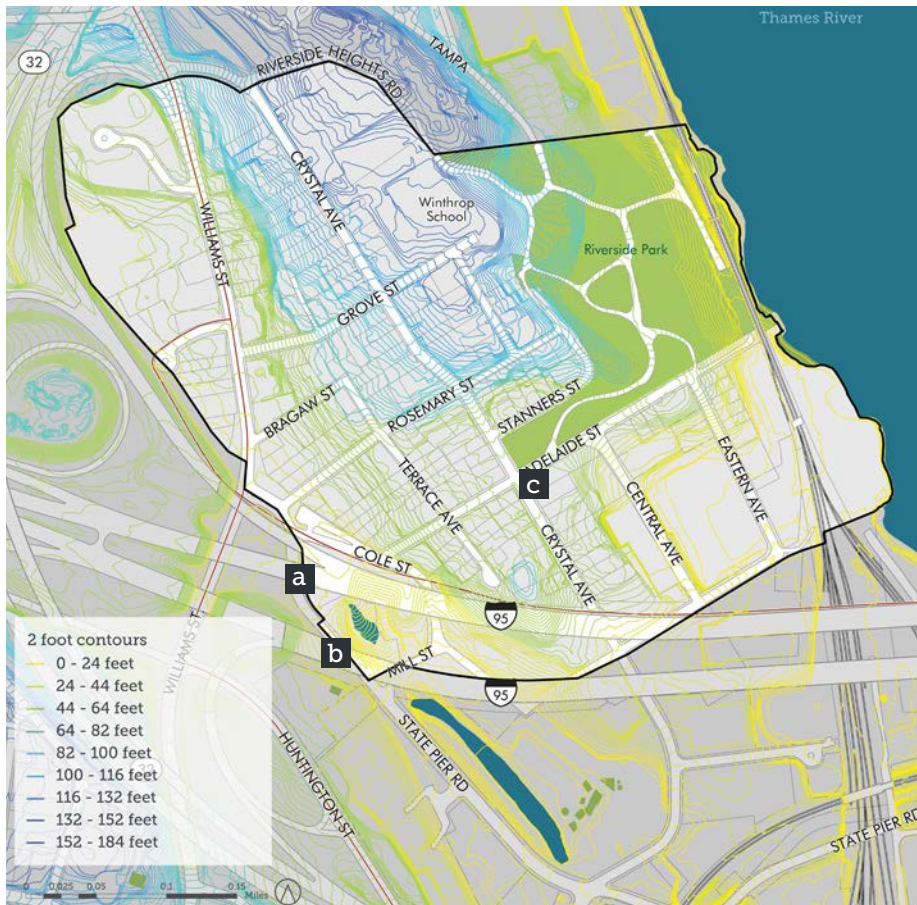 Thames River
32
RIVERSIDE HEIGHTS RD
TAMPA
CRYSTAL AVE
Winthrop
School
WILLIAMS ST
Riverside Park
GROVE ST
BRAGAW ST
ROSEMARY ST
STANNERS ST
ADELAIDE ST
TERRACE AVE
c
CENTRAL AVE
EASTERN AVE
CRYSTAL AVE
COLE ST
a
95
b
MILL ST
95
WILLIAMS ST
STATE PIER RD
HUNTINGTON ST
32
STATE PIER RD
2 foot contours
0 - 24 feet
24 - 44 feet
44 - 64 feet
64 - 82 feet
82 - 100 feet
100 - 116 feet
116 - 132 feet
132 - 152 feet
152 - 184 feet
0 0.025 0.05 0.1 0.15
Miles